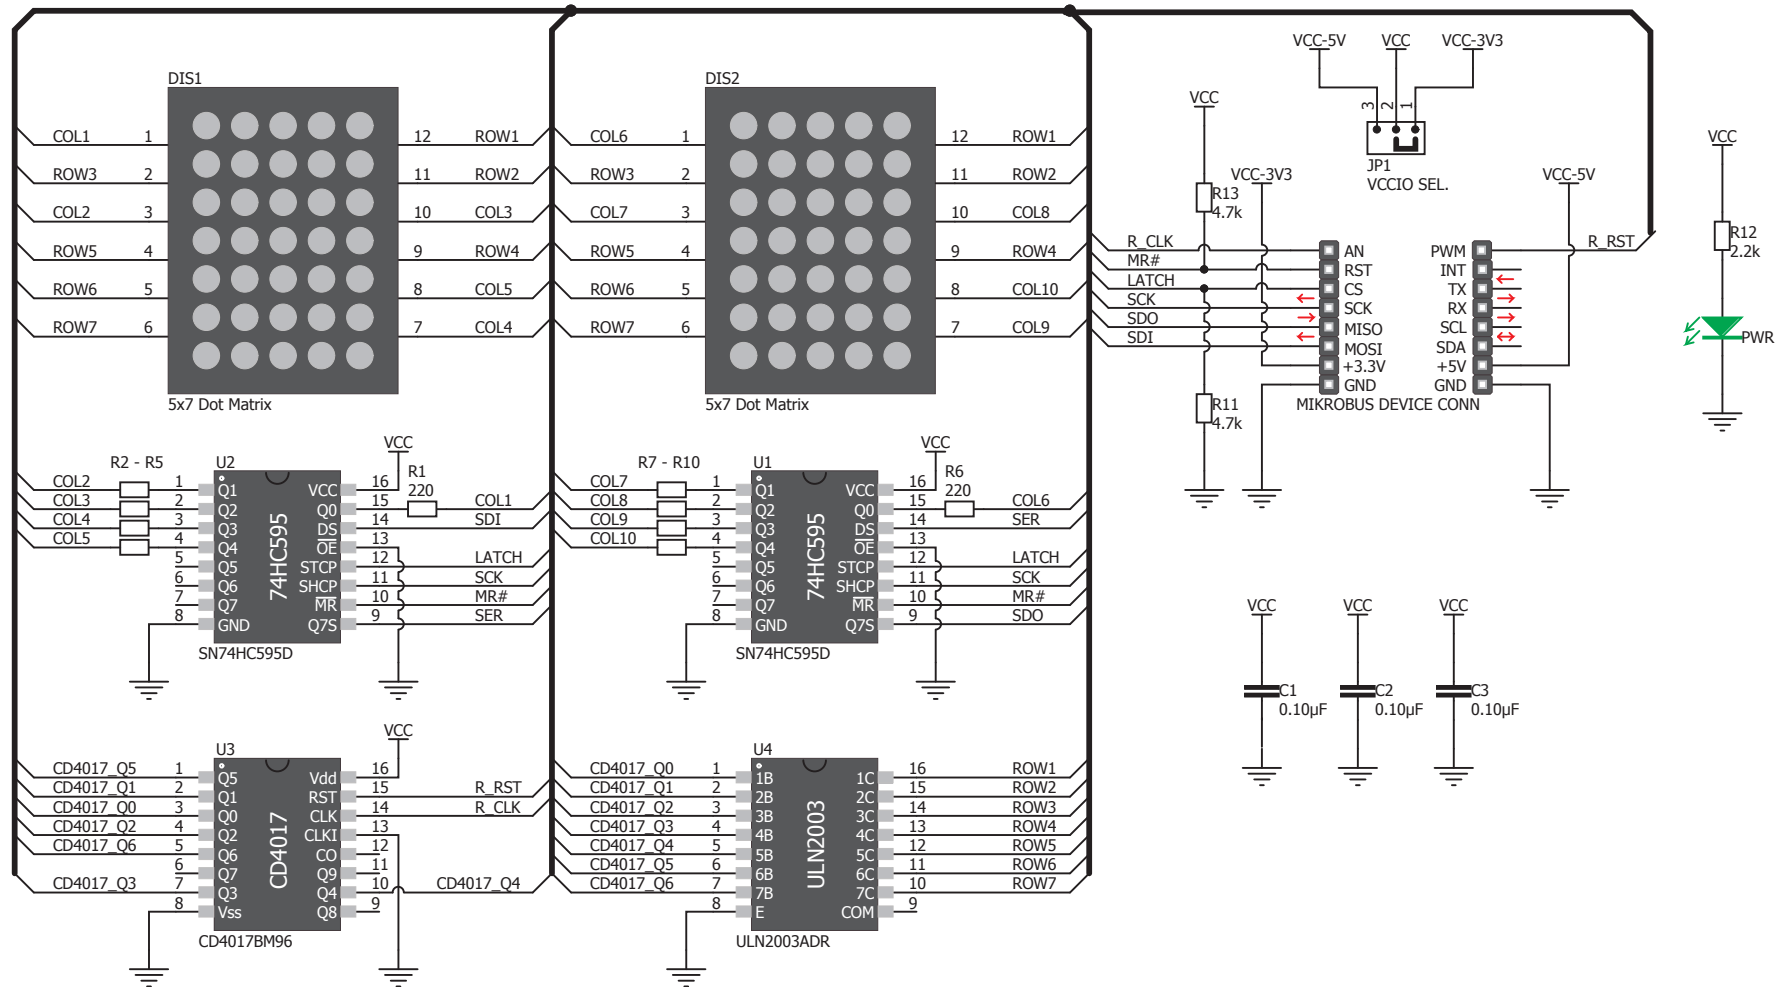 DIS1
COL1 1
ROW3 2
COL2 3
ROW5 4
ROW6 5
ROW7 6
12 ROW1
11 ROW2
10 COL3
9 ROW4
8 COL5
7 COL4
5x7 Dot Matrix
DIS2
COL6 1
ROW3 2
COL7 3
ROW5 4
ROW6 5
ROW7 6
12 ROW1
11 ROW2
10 COL8
9 ROW4
8 COL10
7 COL9
5x7 Dot Matrix
VCC-5V VCC VCC-3V3
3 2 1
JP1
VCCIO SEL.
VCC
R13
4.7k
VCC-3V3
VCC-5V
R_CLK
MR#
LATCH
SCK
SDO
SDI
AN
RST
CS
SCK
MISO
MOSI
+3.3V
GND
PWM
INT
TX
RX
SCL
SDA
+5V
GND
R_RST
MIKROBUS DEVICE CONN
R11
4.7k
VCC
R12
2.2k
PWR
R2 - R5
U2
VCC
R1
220
COL2 1 Q1
COL3 2 Q2
COL4 3 Q3
COL5 4 Q4
5 Q5
6 Q6
7 Q7
8 GND
74HC595
VCC 16
Q0 15 COL1
DS 14 SDI
OE 13
STCP 12 LATCH
SHCP 11 SCK
MR 10 MR#
Q7S 9 SER
SN74HC595D
R7 - R10
U1
VCC
R6
220
COL7 1 Q1
COL8 2 Q2
COL9 3 Q3
COL10 4 Q4
5 Q5
6 Q6
7 Q7
8 GND
74HC595
VCC 16
Q0 15 COL6
DS 14 SER
OE 13
STCP 12 LATCH
SHCP 11 SCK
MR 10 MR#
Q7S 9 SDO
SN74HC595D
VCC
C1
0.10µF
VCC
C2
0.10µF
VCC
C3
0.10µF
U3
VCC
CD4017_Q5 1 Q5
CD4017_Q1 2 Q1
CD4017_Q0 3 Q0
CD4017_Q2 4 Q2
CD4017_Q6 5 Q6
6 Q7
CD4017_Q3 7 Q3
8 Vss
CD4017
Vdd 16
RST 15 R_RST
CLK 14 R_CLK
CLKI 13
CO 12
Q9 11
Q4 10 CD4017_Q4
Q8 9
CD4017BM96
U4
CD4017_Q0 1 1B
CD4017_Q1 2 2B
CD4017_Q2 3 3B
CD4017_Q3 4 4B
CD4017_Q4 5 5B
CD4017_Q5 6 6B
CD4017_Q6 7 7B
8 E
ULN2003
1C 16 ROW1
2C 15 ROW2
3C 14 ROW3
4C 13 ROW4
5C 12 ROW5
6C 11 ROW6
7C 10 ROW7
COM 9
ULN2003ADR